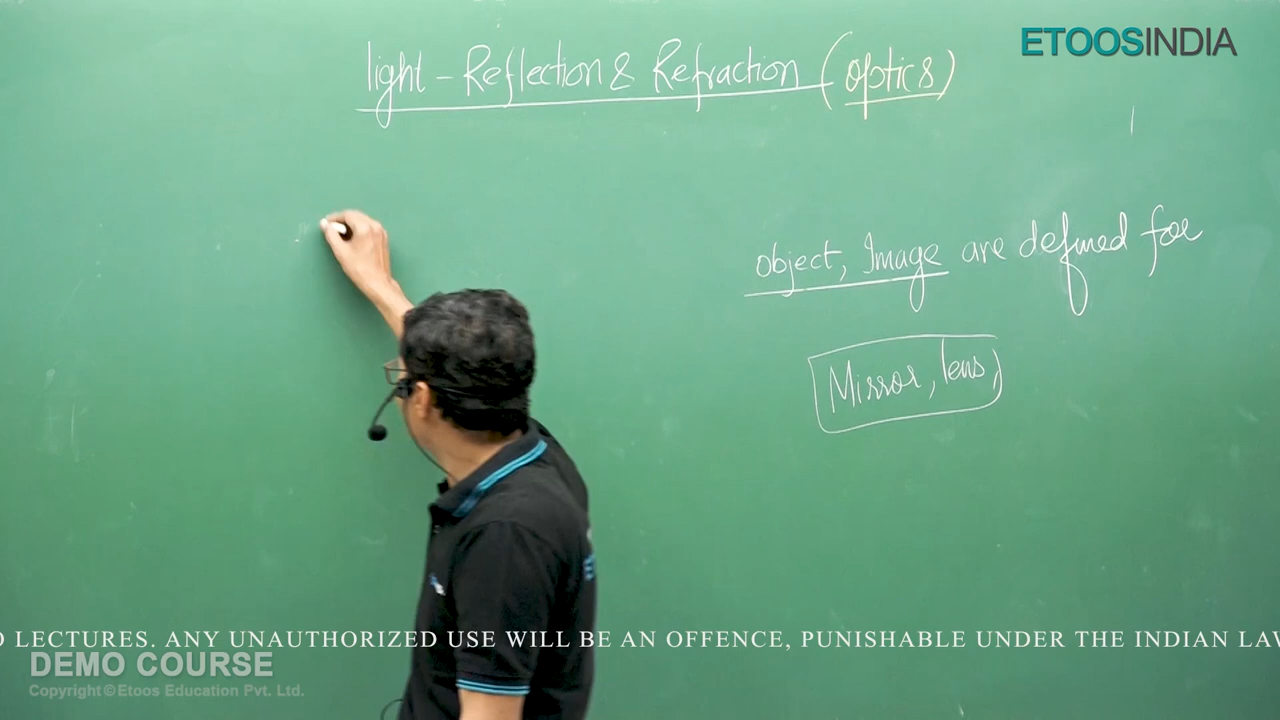 ETOOSINDIA
light - Reflection & Refraction (optics)
object, Image are defined for
Mirror, lens,
LECTURES. ANY UNAUTHORIZED USE WILL BE AN OFFENCE, PUNISHABLE UNDER THE INDIAN LAW
DEMO COURSE
Copyright © Etoos Education Pvt. Ltd.